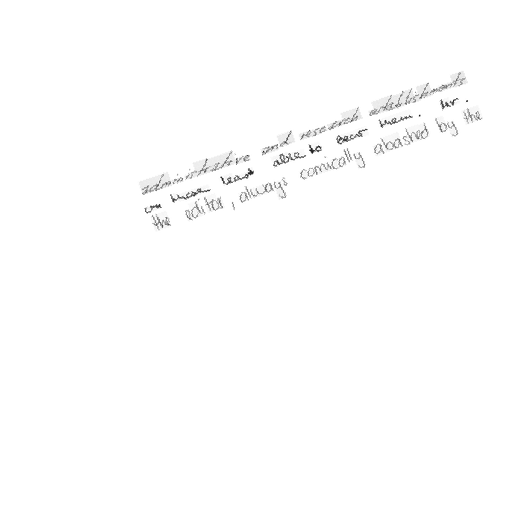 administrative and research establishments
on those least able to bear them. Mr.
the editor, always comically abashed by the